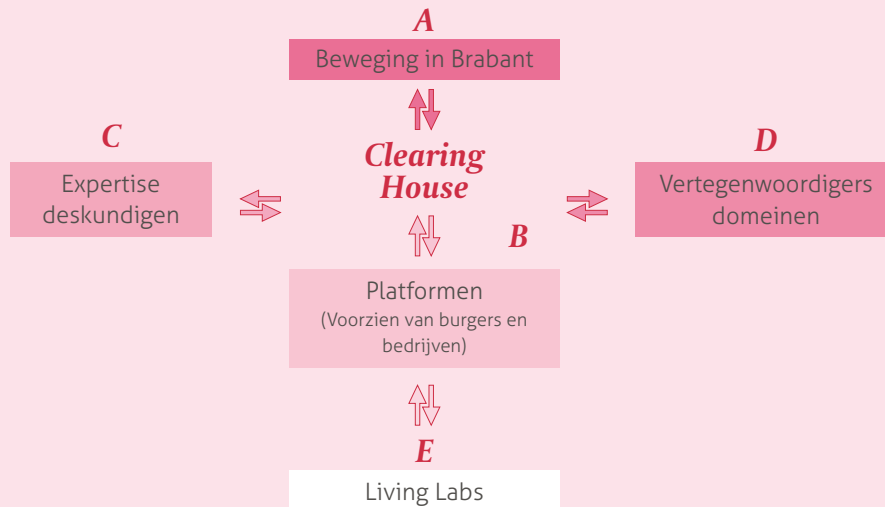 A
Beweging in Brabant
C
Expertise
deskundigen
Clearing
House
D
Vertegenwoordigers
domeinen
B
Platformen
(Voorzien van burgers en
bedrijven)
E
Living Labs